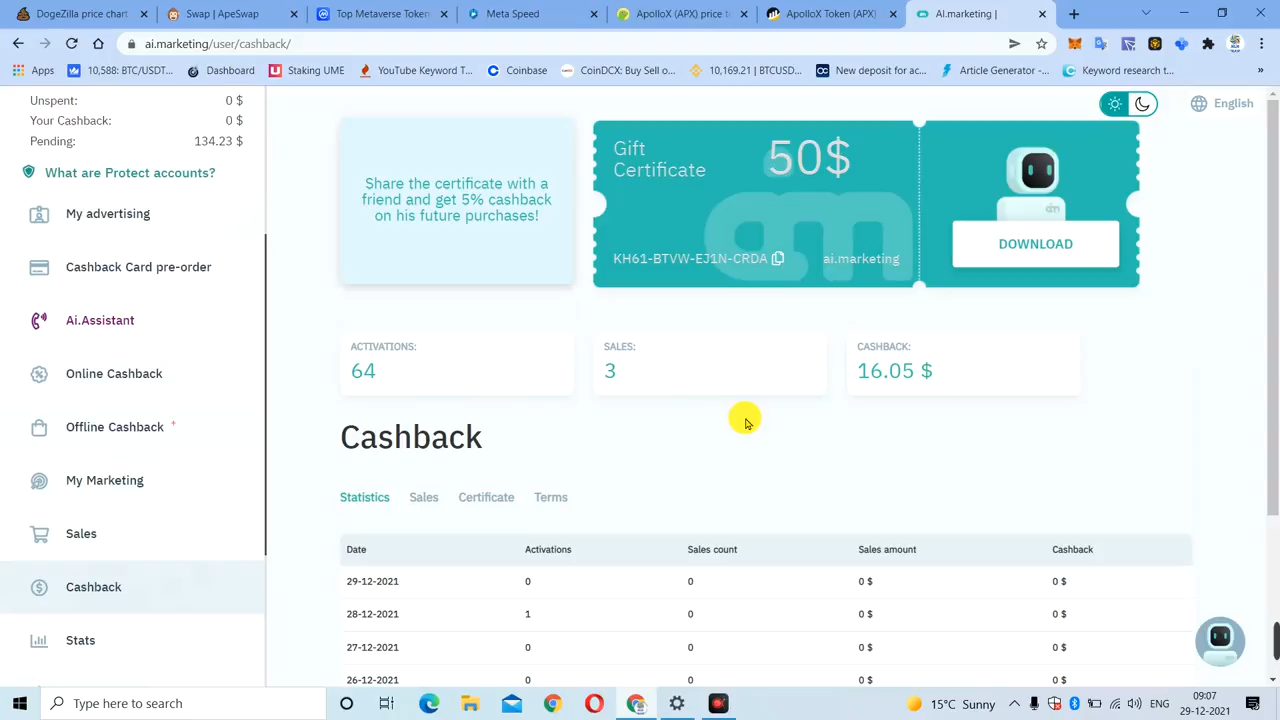 SWAP | SpaceSwap
Top Metaverse Tokens
Meta Speed
ApolloX (APX) price t
ApolloX Token (APX) A
Ai.marketing |
ai.marketing/user/cashback/
Apps
10,588: BTC/USDT...
Dashboard
Staking UME
YouTube Keyword T...
Coinbase
CoinDCX: Buy Sell o...
10,169.21 | BTCUSD...
New deposit for ac...
Article Generator -...
Keyword research t...
Unspent: 0 $
Your Cashback: 0 $
Pending: 134.23 $
What are Protect accounts?
My advertising
Cashback Card pre-order
Ai.Assistant
Online Cashback
Offline Cashback +
My Marketing
Sales
Cashback
Stats
English
Share the certificate with a
friend and get 5% cashback
on his future purchases!
Gift
Certificate
50$
KH61-BTVW-EJ1N-CRDA
ai.marketing
DOWNLOAD
ACTIVATIONS:
64
SALES:
3
CASHBACK:
16.05 $
Cashback
Statistics Sales Certificate Terms
Date Activations Sales count Sales amount Cashback
29-12-2021 0 0 0 $ 0 $
28-12-2021 1 0 0 $ 0 $
27-12-2021 0 0 0 $ 0 $
26-12-2021 0 0 0 $ 0 $
Type here to search
15°C Sunny
ENG
09:07
29-12-2021